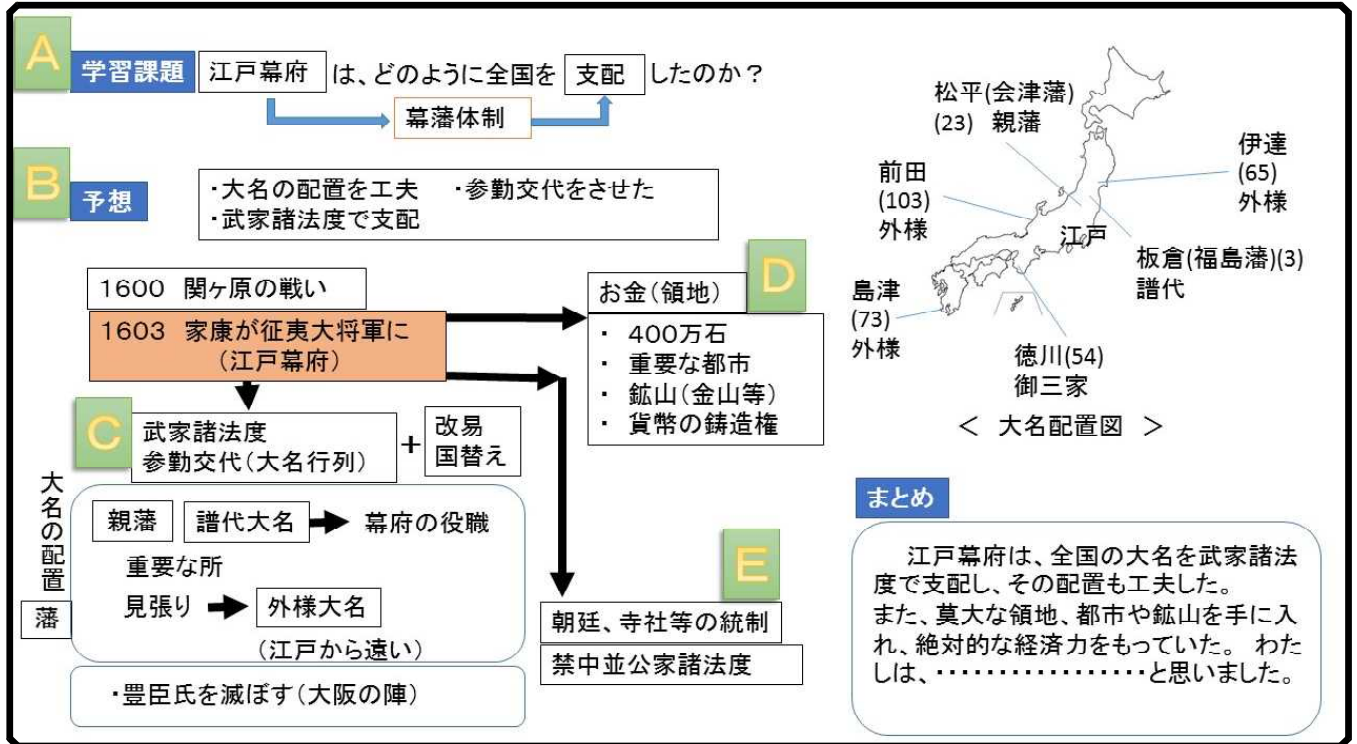 A
学習課題 江戸幕府 は、どのように全国を 支配 したのか？
幕藩体制
B
予想
・大名の配置を工夫 ・参勤交代をさせた
・武家諸法度で支配
1600 関ヶ原の戦い
1603 家康が征夷大将軍に
（江戸幕府）
C
武家諸法度
参勤交代（大名行列）
＋
改易
国替え
大名の配置
藩
親藩 譜代大名 幕府の役職
重要な所
見張り 外様大名
（江戸から遠い）
・豊臣氏を滅ぼす（大阪の陣）
D
お金（領地）
・ 400万石
・ 重要な都市
・ 鉱山（金山等）
・ 貨幣の鋳造権
E
朝廷、寺社等の統制
禁中並公家諸法度
松平(会津藩)
(23) 親藩
伊達
(65)
外様
前田
(103)
外様
江戸
板倉(福島藩)(3)
譜代
島津
(73)
外様
徳川(54)
御三家
＜ 大名配置図 ＞
まとめ
江戸幕府は、全国の大名を武家諸法
度で支配し、その配置も工夫した。
また、莫大な領地、都市や鉱山を手に入
れ、絶対的な経済力をもっていた。 わた
しは、・・・・・・・・・・・・・・・・・・と思いました。